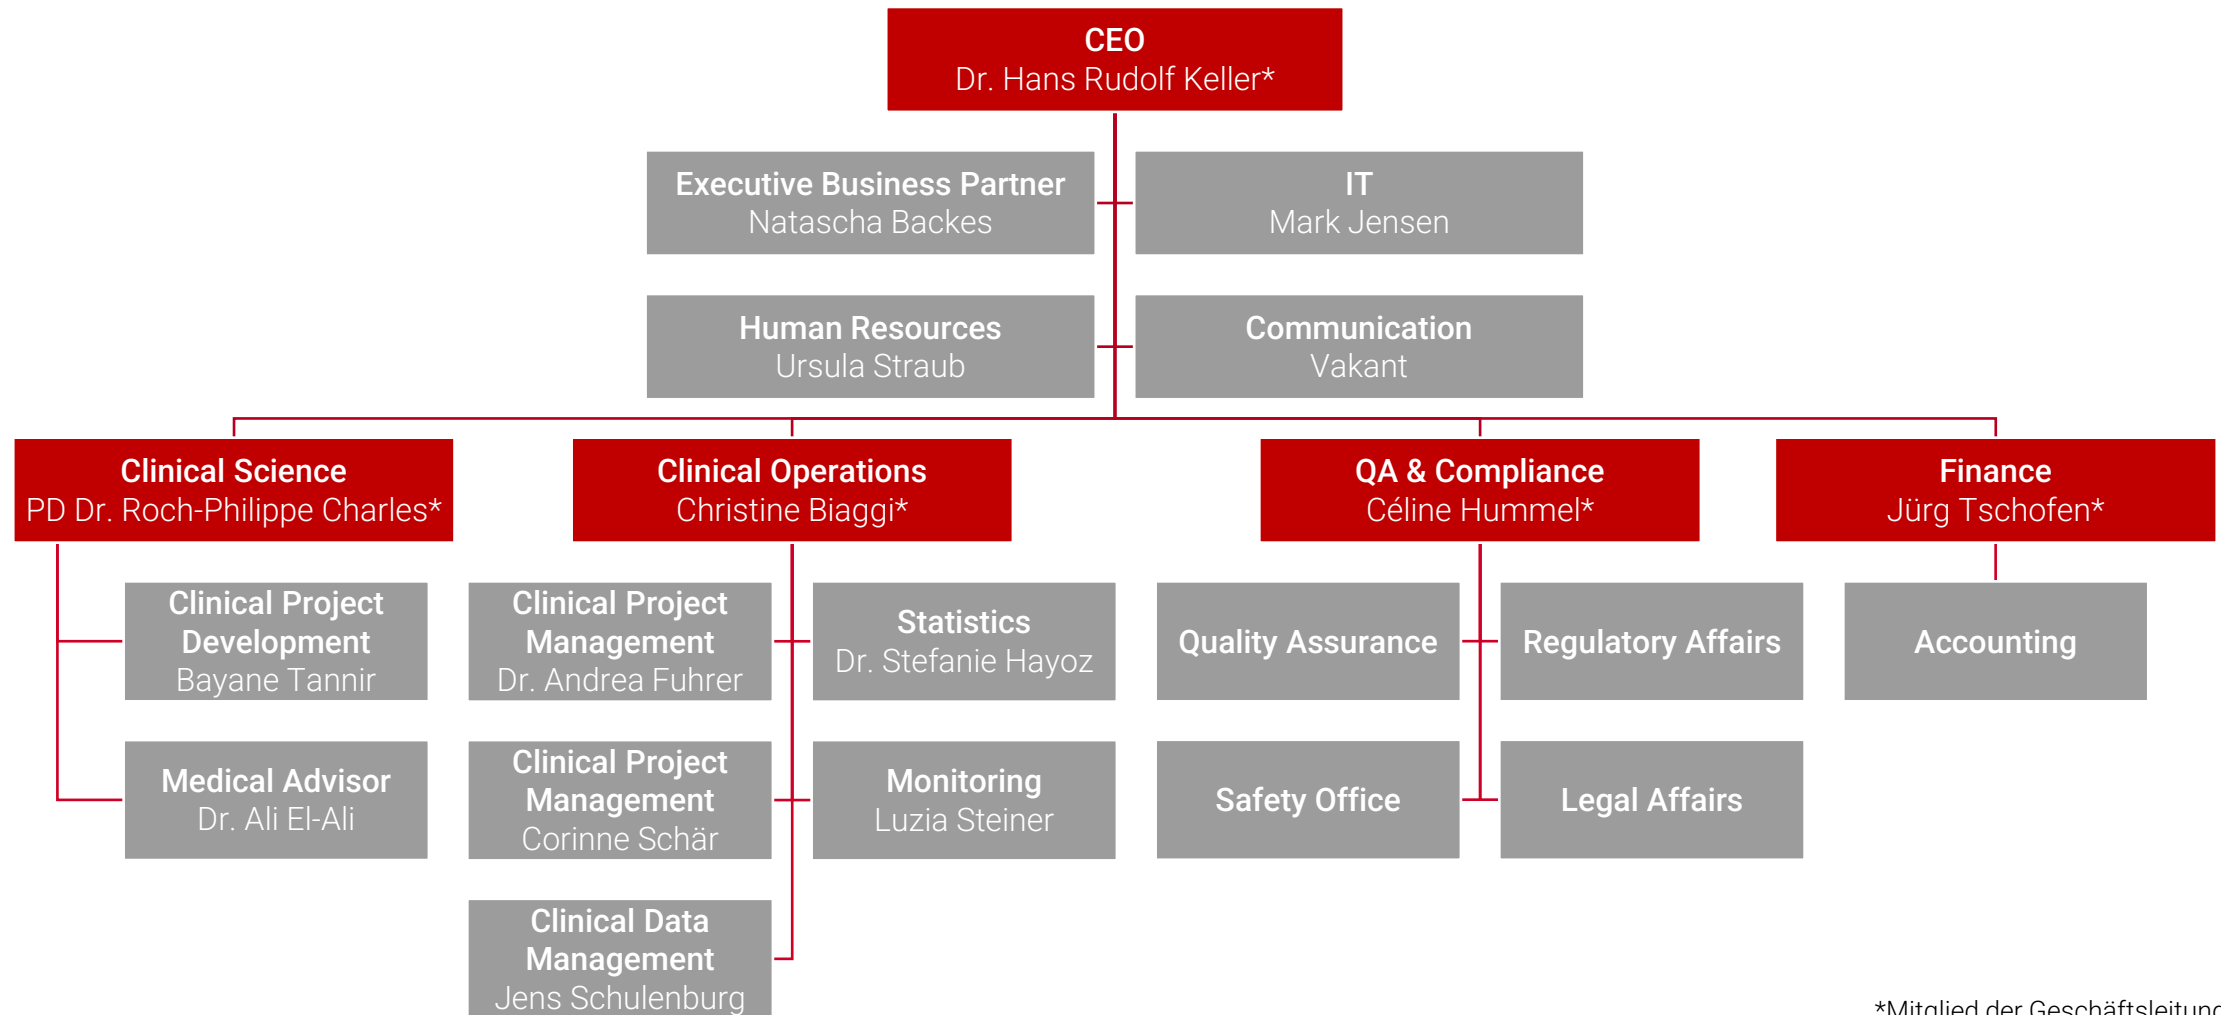 CEO
Dr. Hans Rudolf Keller*
Executive Business Partner
Natascha Backes
IT
Mark Jensen
Human Resources
Ursula Straub
Communication
Vakant
Clinical Science
PD Dr. Roch-Philippe Charles*
Clinical Operations
Christine Biaggi*
QA & Compliance
Céline Hummel*
Finance
Jürg Tschofen*
Clinical Project
Development
Bayane Tannir
Clinical Project
Management
Dr. Andrea Fuhrer
Statistics
Dr. Stefanie Hayoz
Quality Assurance
Regulatory Affairs
Accounting
Medical Advisor
Dr. Ali El-Ali
Clinical Project
Management
Corinne Schär
Monitoring
Luzia Steiner
Safety Office
Legal Affairs
Clinical Data
Management
Jens Schulenburg
*Mitglied der Geschäftsleitung